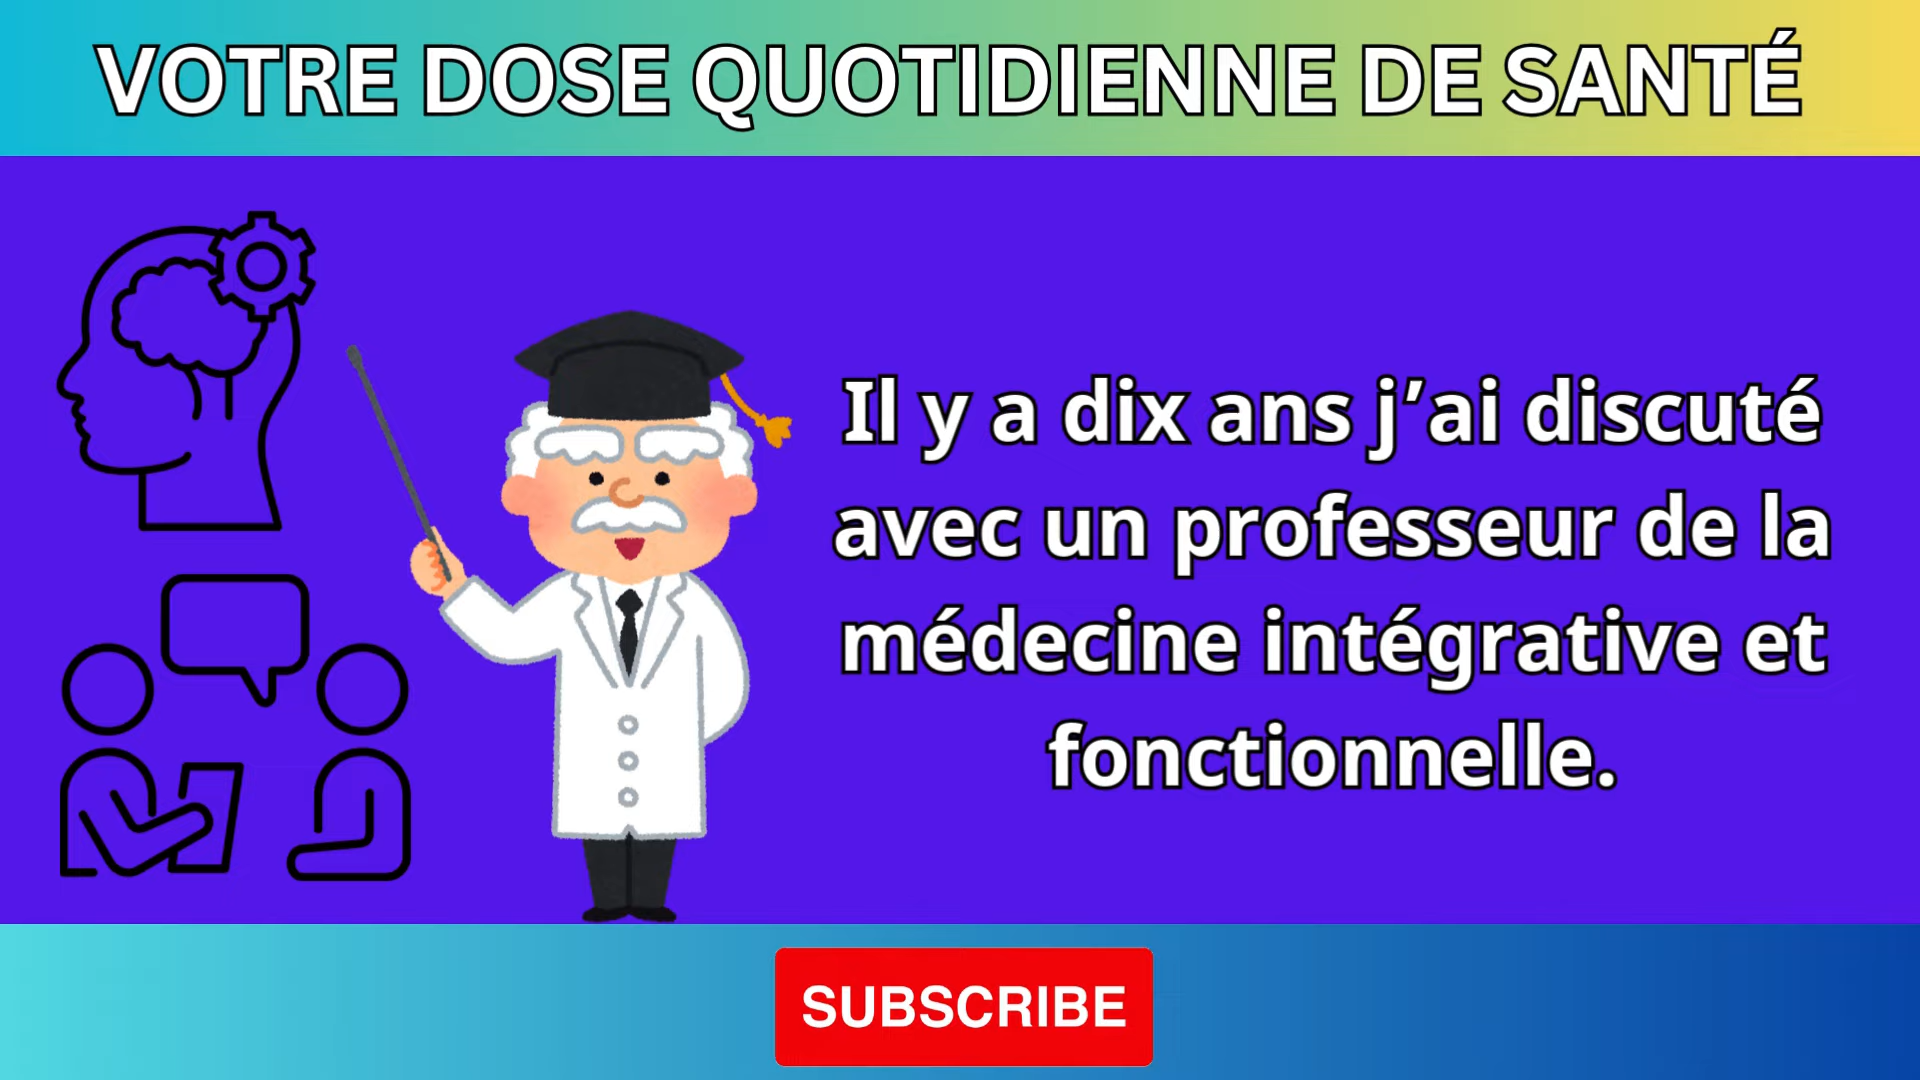 VOTRE DOSE QUOTIDIENNE DE SANTÉ
Il y a dix ans j’ai discuté
avec un professeur de la
médecine intégrative et
fonctionnelle.
SUBSCRIBE